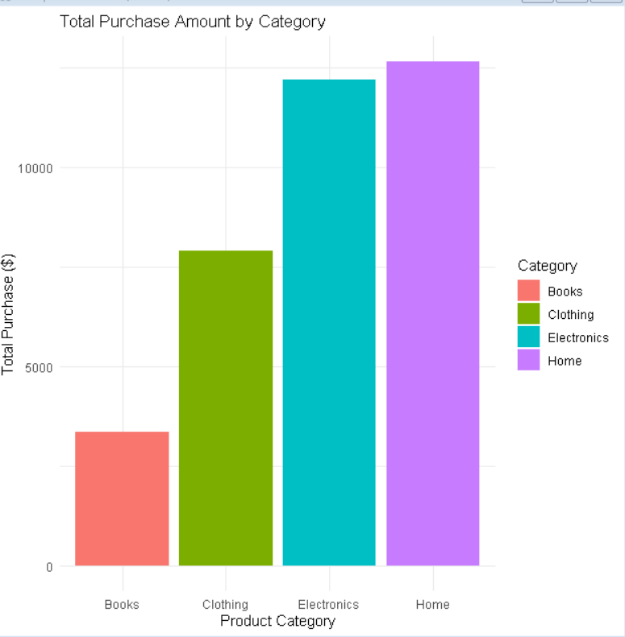 Total Purchase Amount by Category
10000
5000
0
Total Purchase ($)
Books
Clothing
Electronics
Home
Product Category
Category
Books
Clothing
Electronics
Home